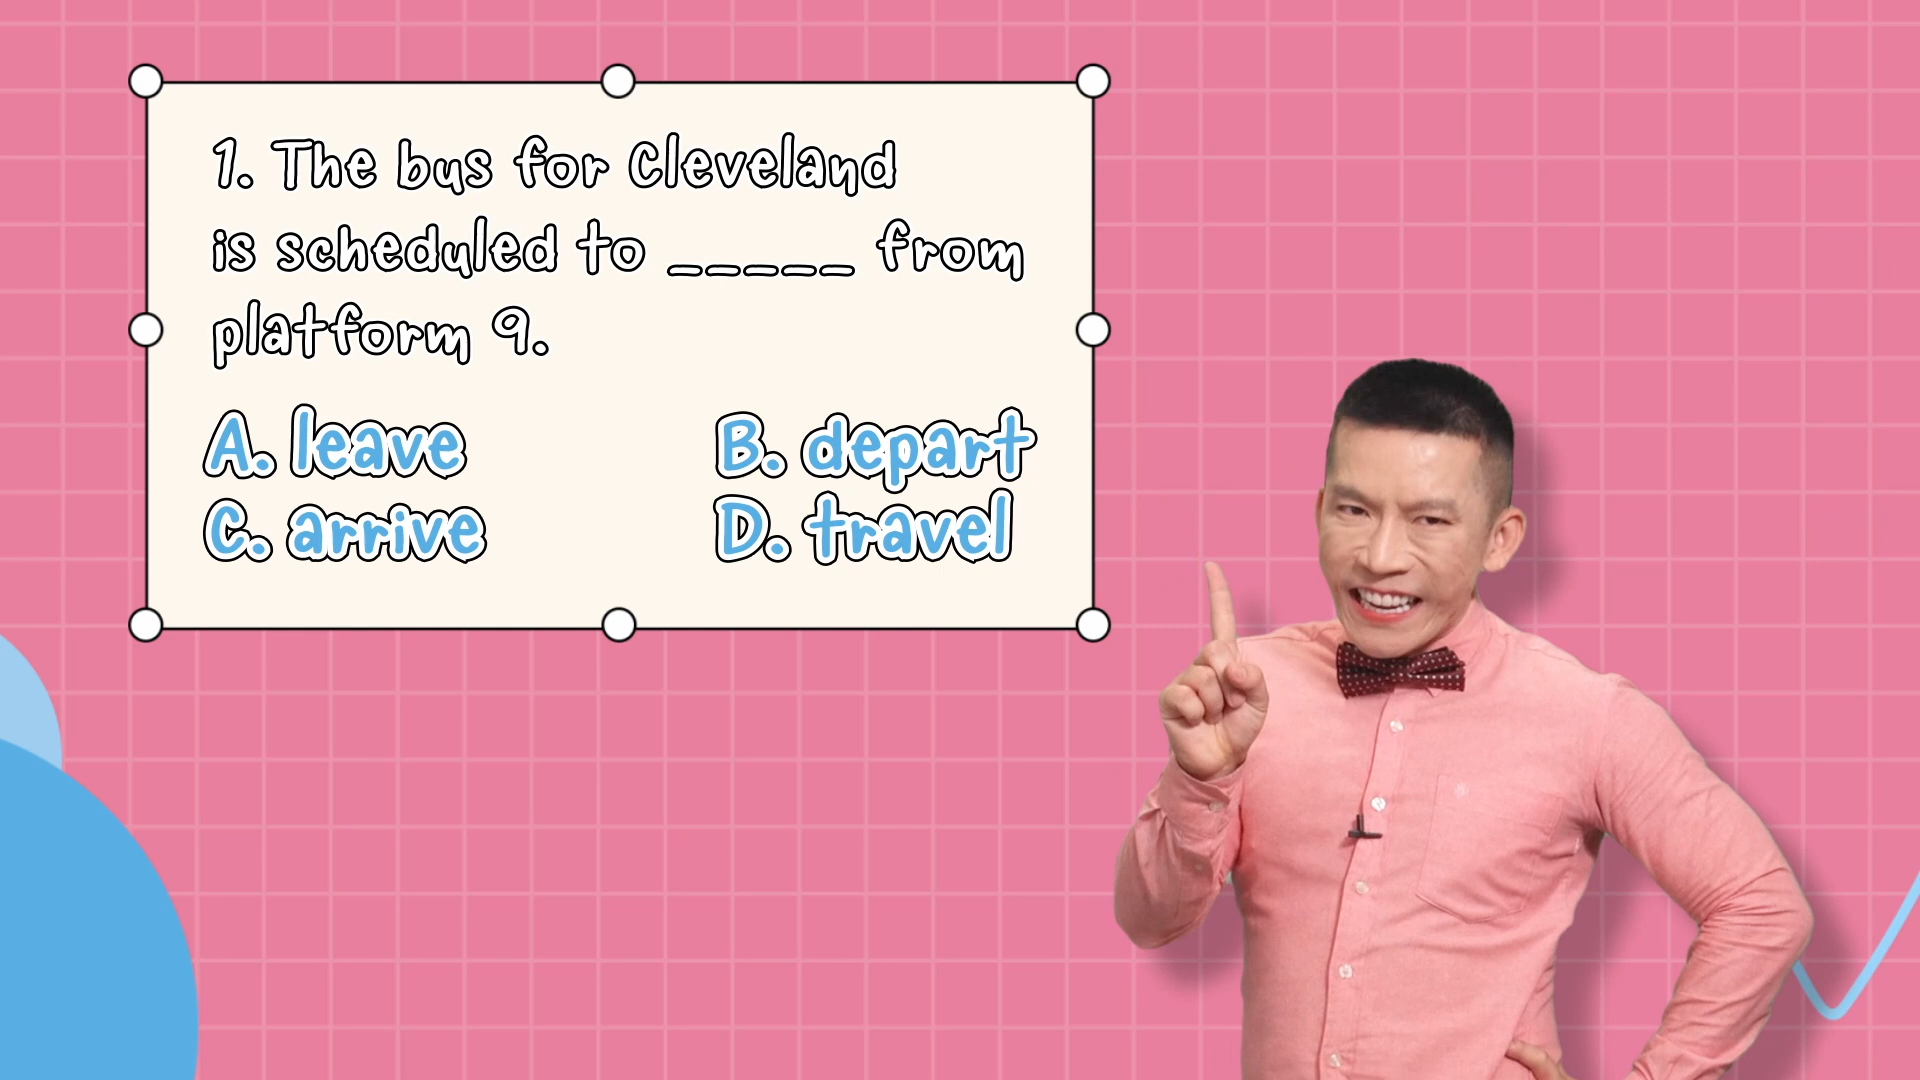 1. The bus for Cleveland
is scheduled to _____ from
platform 9.
A. leave B. depart
C. arrive D. travel